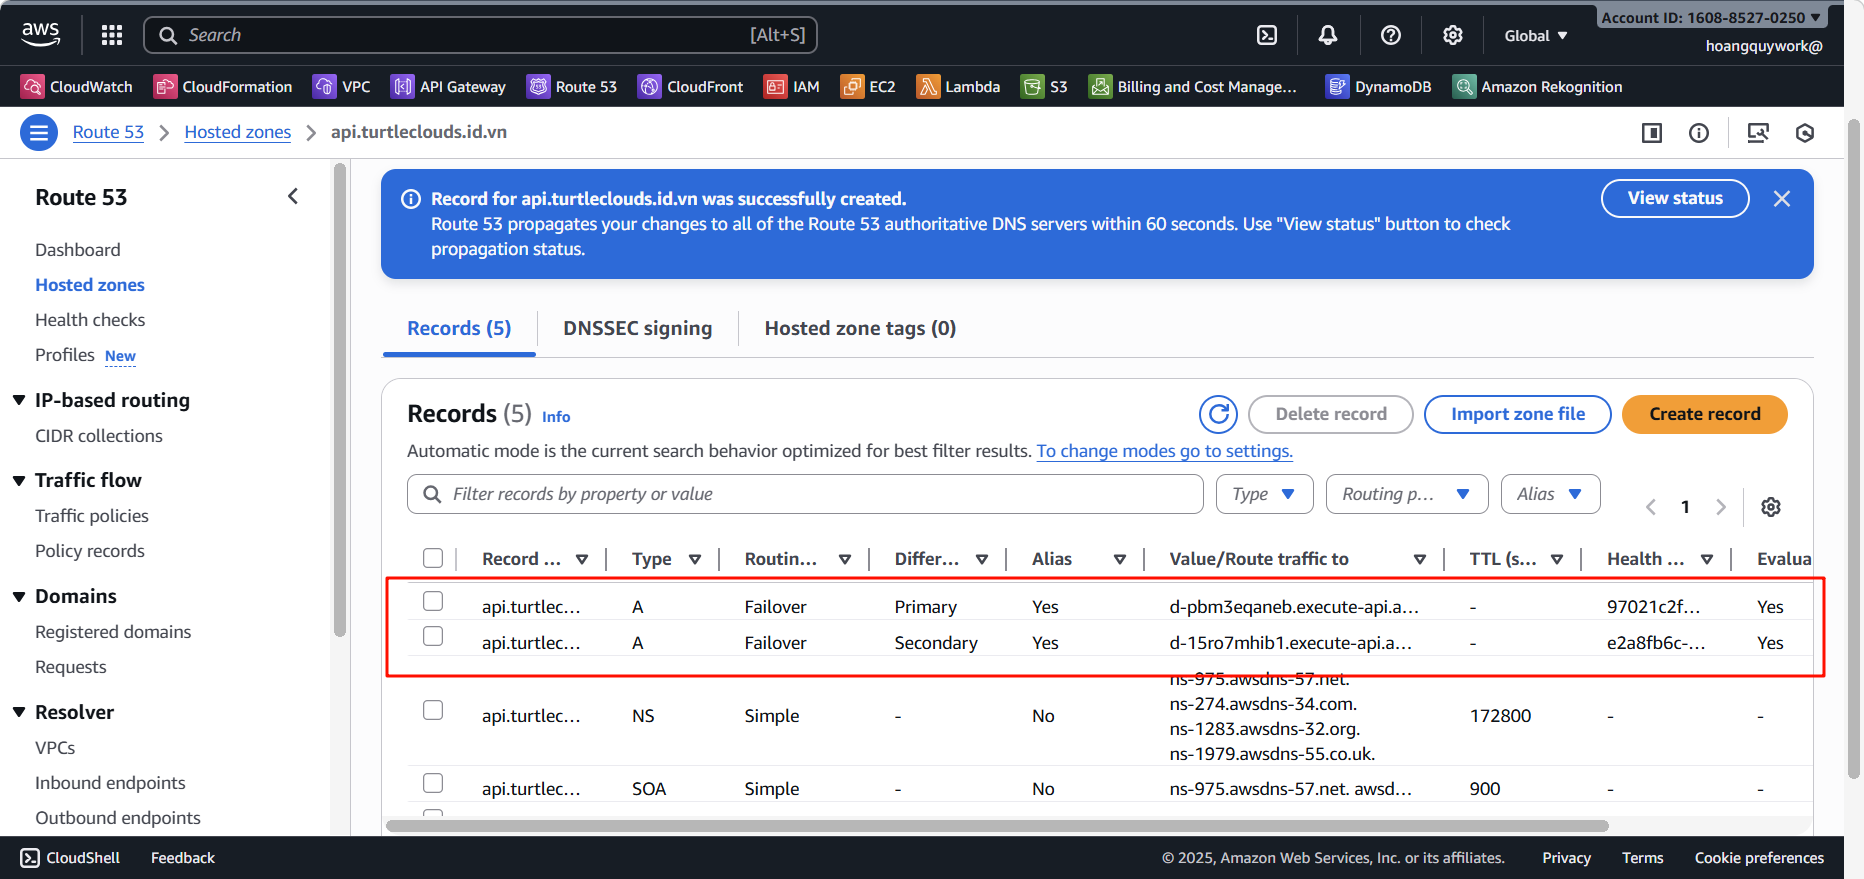 aws
Search
[Alt+S]
Global
Account ID: 1608-8527-0250
hoangquywork@
CloudWatch
CloudFormation
VPC
API Gateway
Route 53
CloudFront
IAM
EC2
Lambda
S3
Billing and Cost Manage...
DynamoDB
Amazon Rekognition
Route 53
Hosted zones
api.turtleclouds.id.vn
Route 53
Dashboard
Hosted zones
Health checks
Profiles New
IP-based routing
CIDR collections
Traffic flow
Traffic policies
Policy records
Domains
Registered domains
Requests
Resolver
VPCs
Inbound endpoints
Outbound endpoints
Record for api.turtleclouds.id.vn was successfully created.
Route 53 propagates your changes to all of the Route 53 authoritative DNS servers within 60 seconds. Use "View status" button to check
propagation status.
View status
Records (5)
DNSSEC signing
Hosted zone tags (0)
Records (5) Info
Delete record
Import zone file
Create record
Automatic mode is the current search behavior optimized for best filter results. To change modes go to settings.
Filter records by property or value
Type
Routing p...
Alias
1
Record ... Type Routin... Differ... Alias Value/Route traffic to TTL (s... Health ... Evalua
api.turtlec... A Failover Primary Yes d-pbm3eqaneb.execute-api.a... - 97021c2f... Yes
api.turtlec... A Failover Secondary Yes d-15ro7mhib1.execute-api.a... - e2a8fb6c-... Yes
ns-975.awsdns-57.net.
ns-274.awsdns-34.com.
api.turtlec... NS Simple - No 172800 - -
ns-1283.awsdns-32.org.
ns-1979.awsdns-55.co.uk.
api.turtlec... SOA Simple - No ns-975.awsdns-57.net. awsd... 900 - -
CloudShell
Feedback
© 2025, Amazon Web Services, Inc. or its affiliates.
Privacy
Terms
Cookie preferences